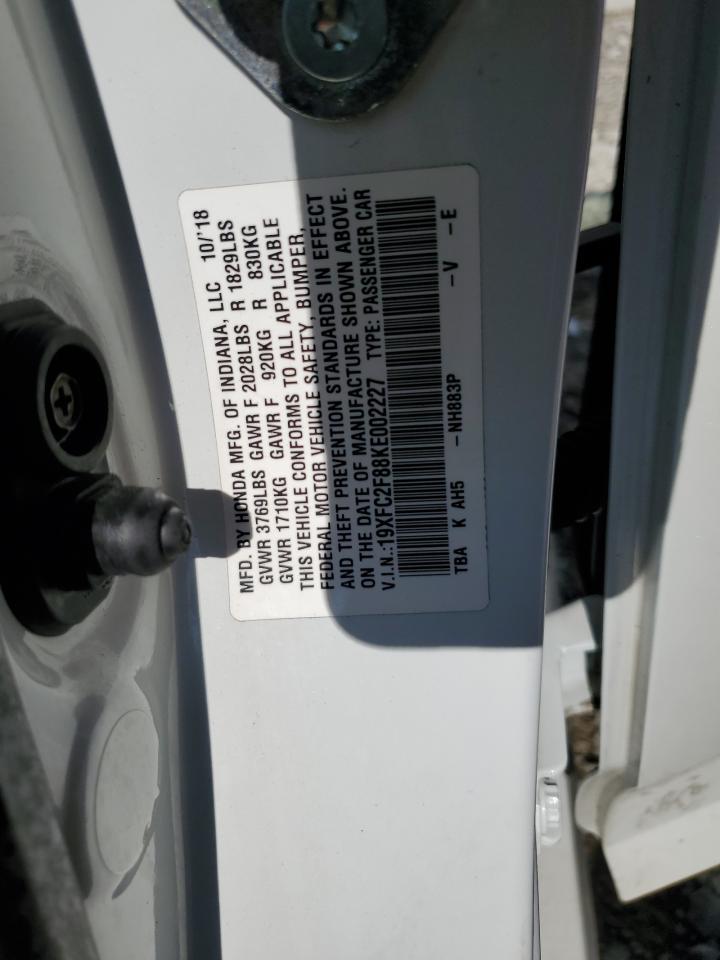 MFD. BY HONDA MFG. OF INDIANA, LLC 10/'18
GVWR 3769LBS GAWR F 2028LBS R 1829LBS
GVWR 1710KG GAWR F 920KG R 830KG
THIS VEHICLE CONFORMS TO ALL APPLICABLE
FEDERAL MOTOR VEHICLE SAFETY, BUMPER,
AND THEFT PREVENTION STANDARDS IN EFFECT
ON THE DATE OF MANUFACTURE SHOWN ABOVE.
V.I.N.:19XFC2F88KE002227 TYPE: PASSENGER CAR
TBA K AH5 -NH883P -V -E